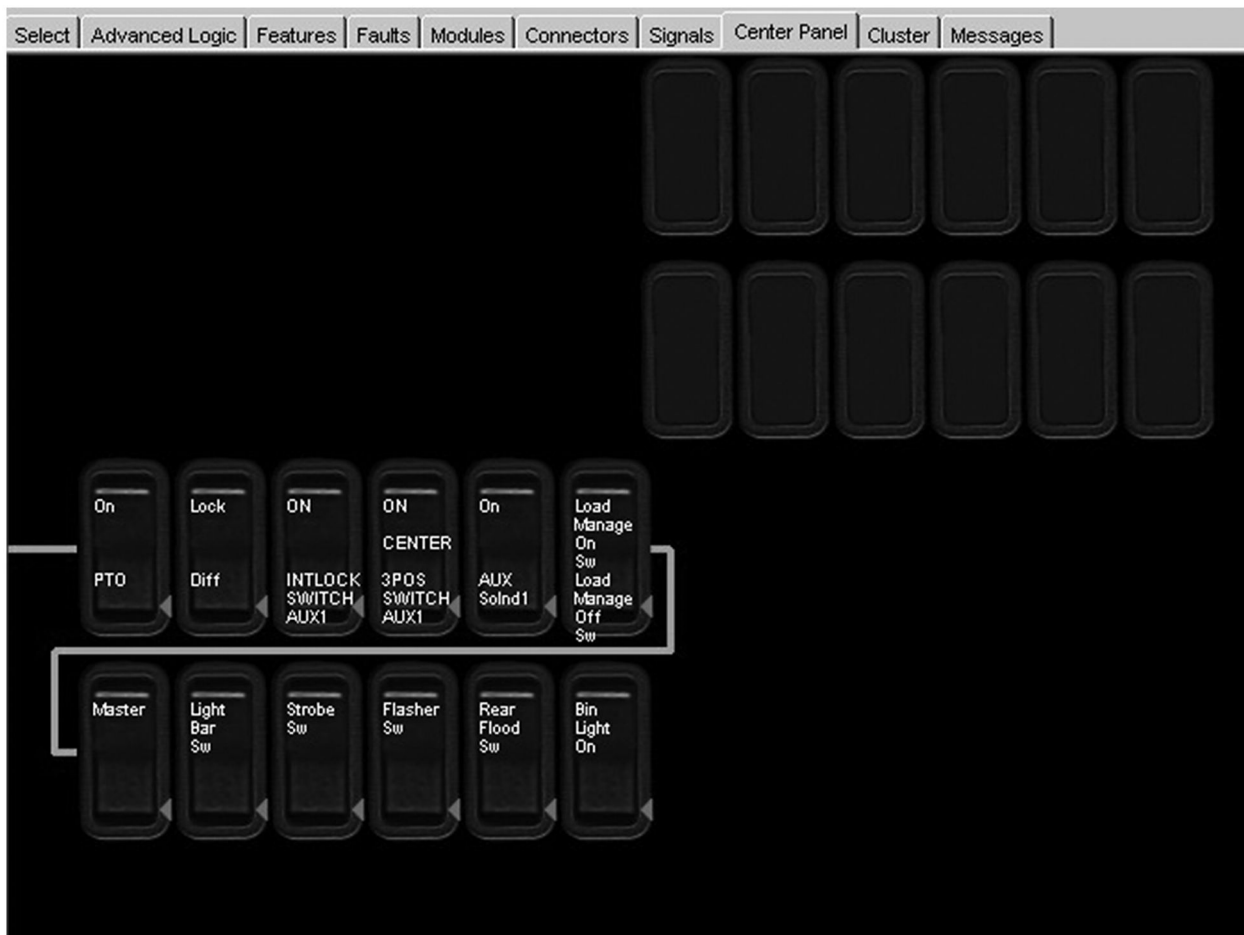 Select Advanced Logic Features Faults Modules Connectors Signals Center Panel Cluster Messages
On
PTO
Lock
Diff
ON
INTLOCK
SWITCH
AUX1
ON
CENTER
3POS
SWITCH
AUX1
On
AUX
Solnd1
Load
Manage
On
Sw
Load
Manage
Off
Sw
Master
Light
Bar
Sw
Strobe
Sw
Flasher
Sw
Rear
Flood
Sw
Bin
Light
On